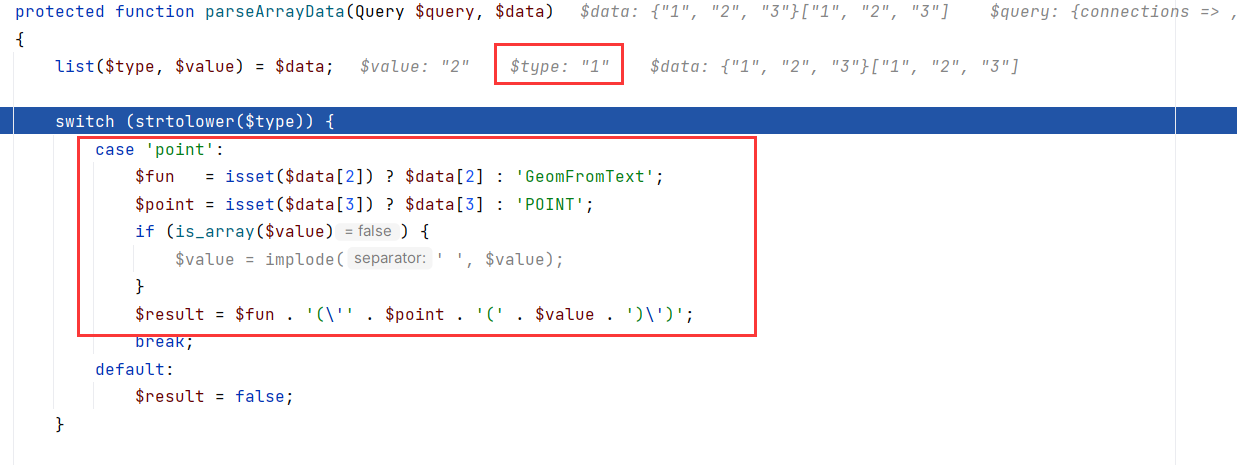 protected function parseArrayData(Query $query, $data)   $data: {"1", "2", "3"}["1", "2", "3"]   $query: {connections => ,
{
    list($type, $value) = $data;   $value: "2"   $type: "1"   $data: {"1", "2", "3"}["1", "2", "3"]
    switch (strtolower($type)) {
        case 'point':
            $fun   = isset($data[2]) ? $data[2] : 'GeomFromText';
            $point = isset($data[3]) ? $data[3] : 'POINT';
            if (is_array($value) = false ) {
                $value = implode( separator: ' ', $value);
            }
            $result = $fun . '(\'' . $point . '(' . $value . ')\')';
            break;
        default:
            $result = false;
    }